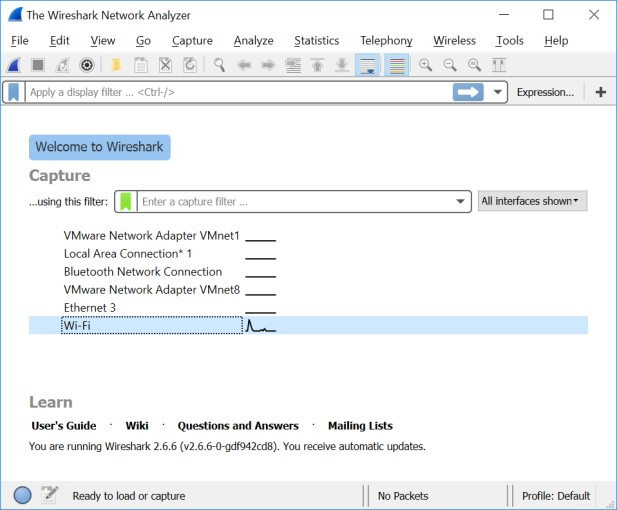 The Wireshark Network Analyzer
File Edit View Go Capture Analyze Statistics Telephony Wireless Tools Help
Apply a display filter ... <Ctrl-/> Expression... +
Welcome to Wireshark
Capture
...using this filter: Enter a capture filter ... All interfaces shown
VMware Network Adapter VMnet1
Local Area Connection* 1
Bluetooth Network Connection
VMware Network Adapter VMnet8
Ethernet 3
Wi-Fi
Learn
User's Guide · Wiki · Questions and Answers · Mailing Lists
You are running Wireshark 2.6.6 (v2.6.6-0-gdf942cd8). You receive automatic updates.
Ready to load or capture No Packets Profile: Default